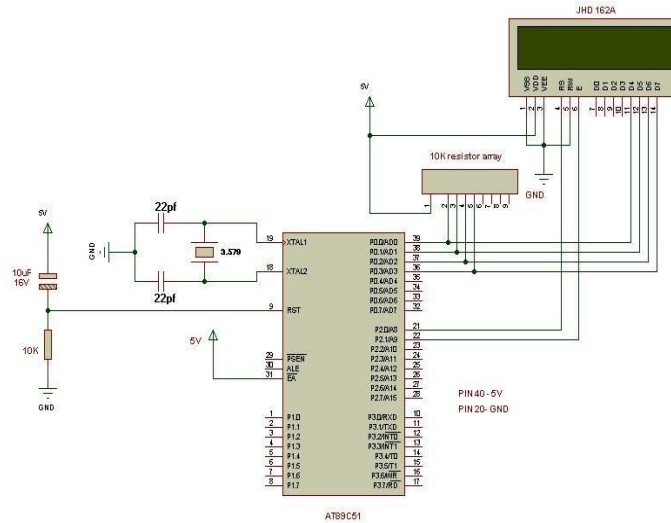 JHD 162A
VSS VDD VEE RS RW E D0 D1 D2 D3 D4 D5 D6 D7
1 2 3 4 5 6 7 8 9 10 11 12 13 14
5V
10K resistor array
1 2 3 4 5 6 7 8 9
GND
GND
22pf
3.579
22pf
GND
5V
10uF
16V
10K
GND
5V
19 XTAL1
18 XTAL2
9 RST
29 PSEN
30 ALE
31 EA
1 P1.0
2 P1.1
3 P1.2
4 P1.3
5 P1.4
6 P1.5
7 P1.6
8 P1.7
P0.0/AD0 39
P0.1/AD1 38
P0.2/AD2 37
P0.3/AD3 36
P0.4/AD4 35
P0.5/AD5 34
P0.6/AD6 33
P0.7/AD7 32
P2.0/A8 21
P2.1/A9 22
P2.2/A10 23
P2.3/A11 24
P2.4/A12 25
P2.5/A13 26
P2.6/A14 27
P2.7/A15 28
P3.0/RXD 10
P3.1/TXD 11
P3.2/INT0 12
P3.3/INT1 13
P3.4/T0 14
P3.5/T1 15
P3.6/WR 16
P3.7/RD 17
PIN 40 - 5V
PIN 20- GND
AT89C51